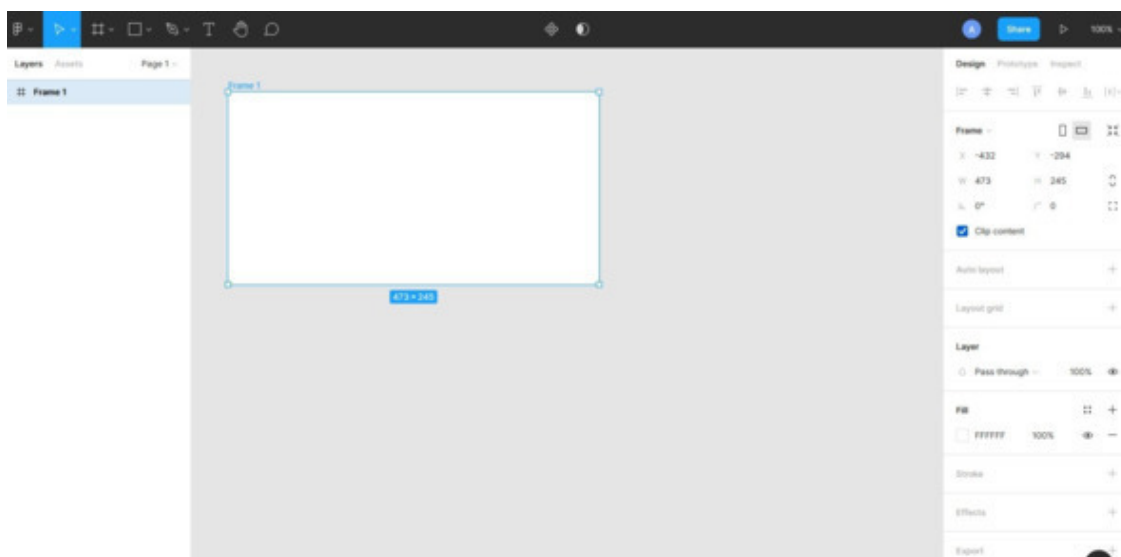 A
Share
100%
Layers Assets Page 1
Design Prototype Inspect
Frame 1
Frame 1
Frame
X -432 Y -294
W 473 H 245
0° 0
Clip content
473 × 245
Auto layout
Layout grid
Layer
Pass through 100%
Fill
FFFFFF 100%
Stroke
Effects
Export